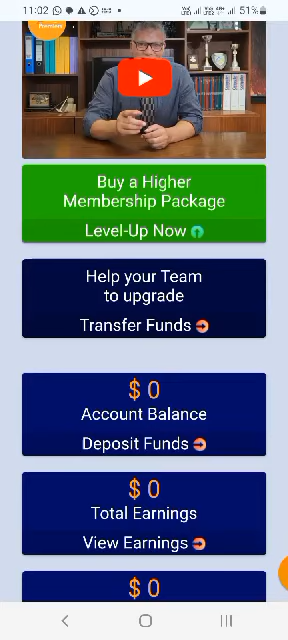 11:02
51%
Premiere
Buy a Higher
Membership Package
Level-Up Now
Help your Team
to upgrade
Transfer Funds
$ 0
Account Balance
Deposit Funds
$ 0
Total Earnings
View Earnings
$ 0